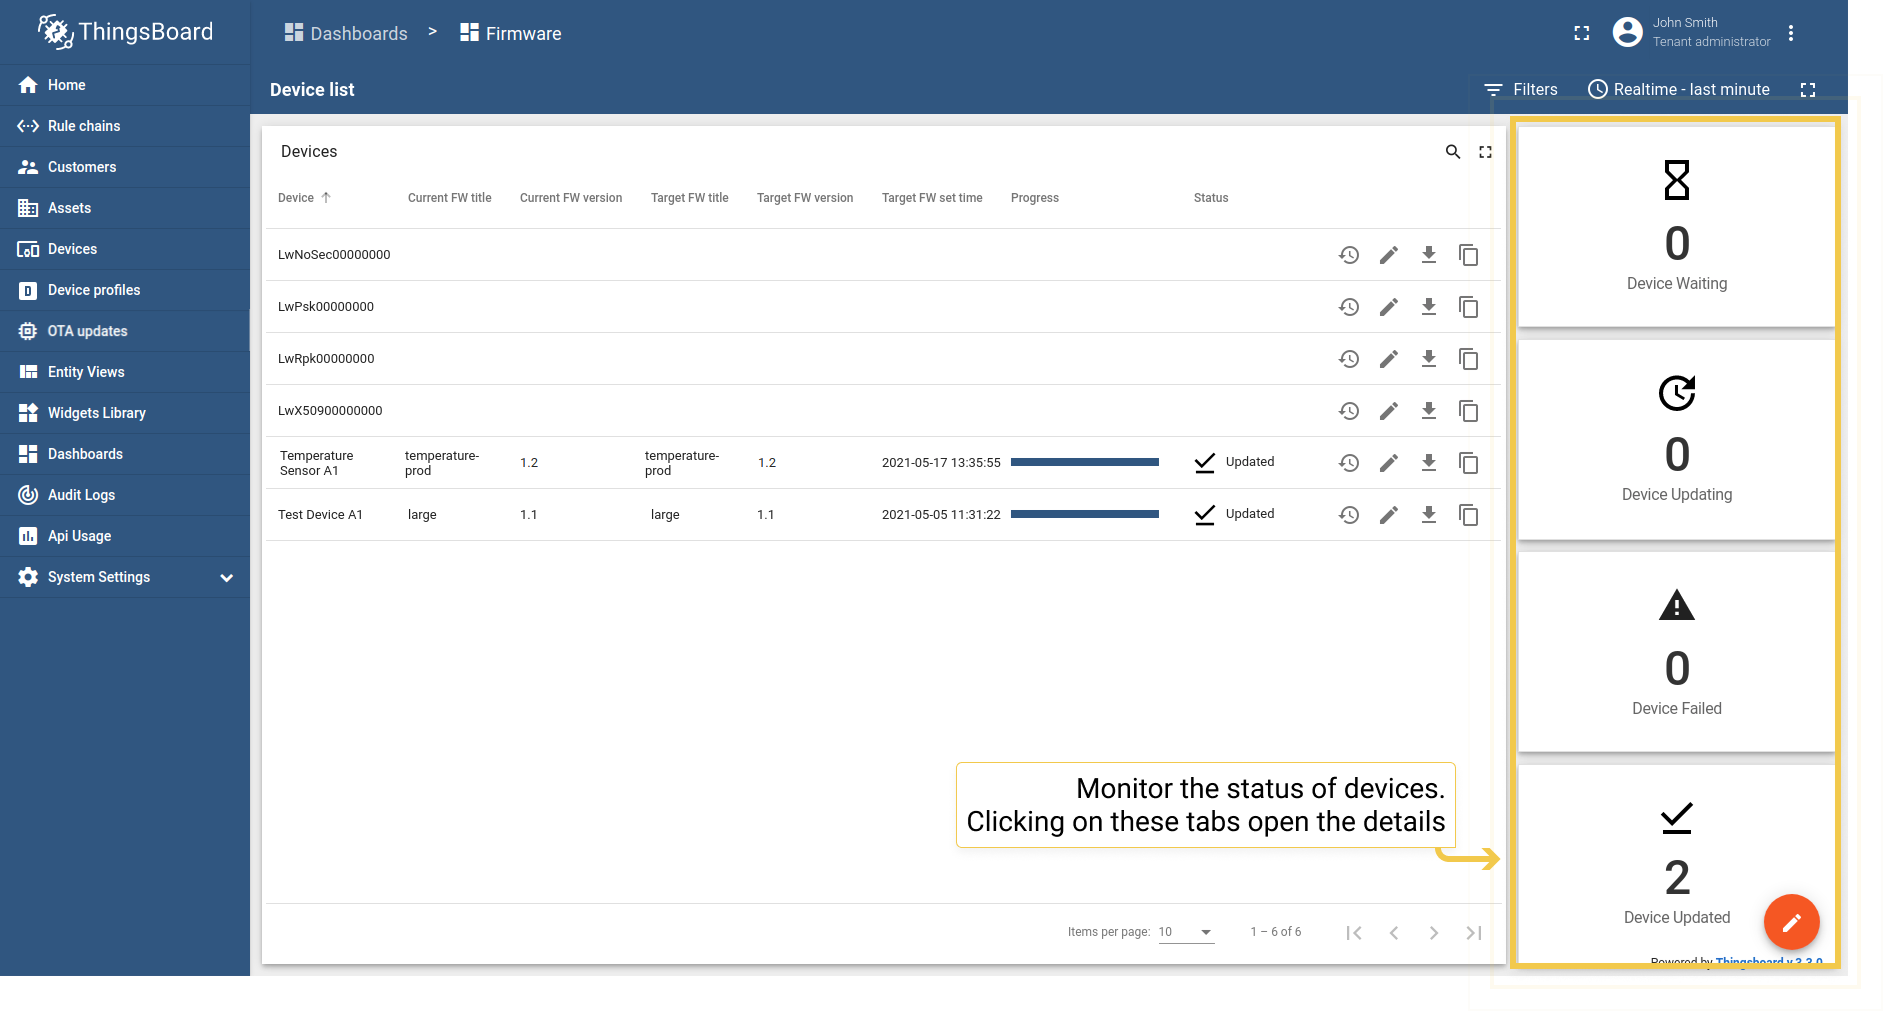 ThingsBoard
Dashboards > Firmware
John Smith
Tenant administrator
Home
Rule chains
Customers
Assets
Devices
Device profiles
OTA updates
Entity Views
Widgets Library
Dashboards
Audit Logs
Api Usage
System Settings
Device list
Filters
Realtime - last minute
Devices
Device Current FW title Current FW version Target FW title Target FW version Target FW set time Progress Status
LwNoSec00000000
LwPsk00000000
LwRpk00000000
LwX50900000000
Temperature
Sensor A1
temperature-
prod
1.2
temperature-
prod
1.2
2021-05-17 13:35:55
Updated
Test Device A1 large 1.1 large 1.1 2021-05-05 11:31:22 Updated
Items per page: 10 1 – 6 of 6
Monitor the status of devices.
Clicking on these tabs open the details
0
Device Waiting
0
Device Updating
0
Device Failed
2
Device Updated
Powered by Thingsboard v.3.3.0